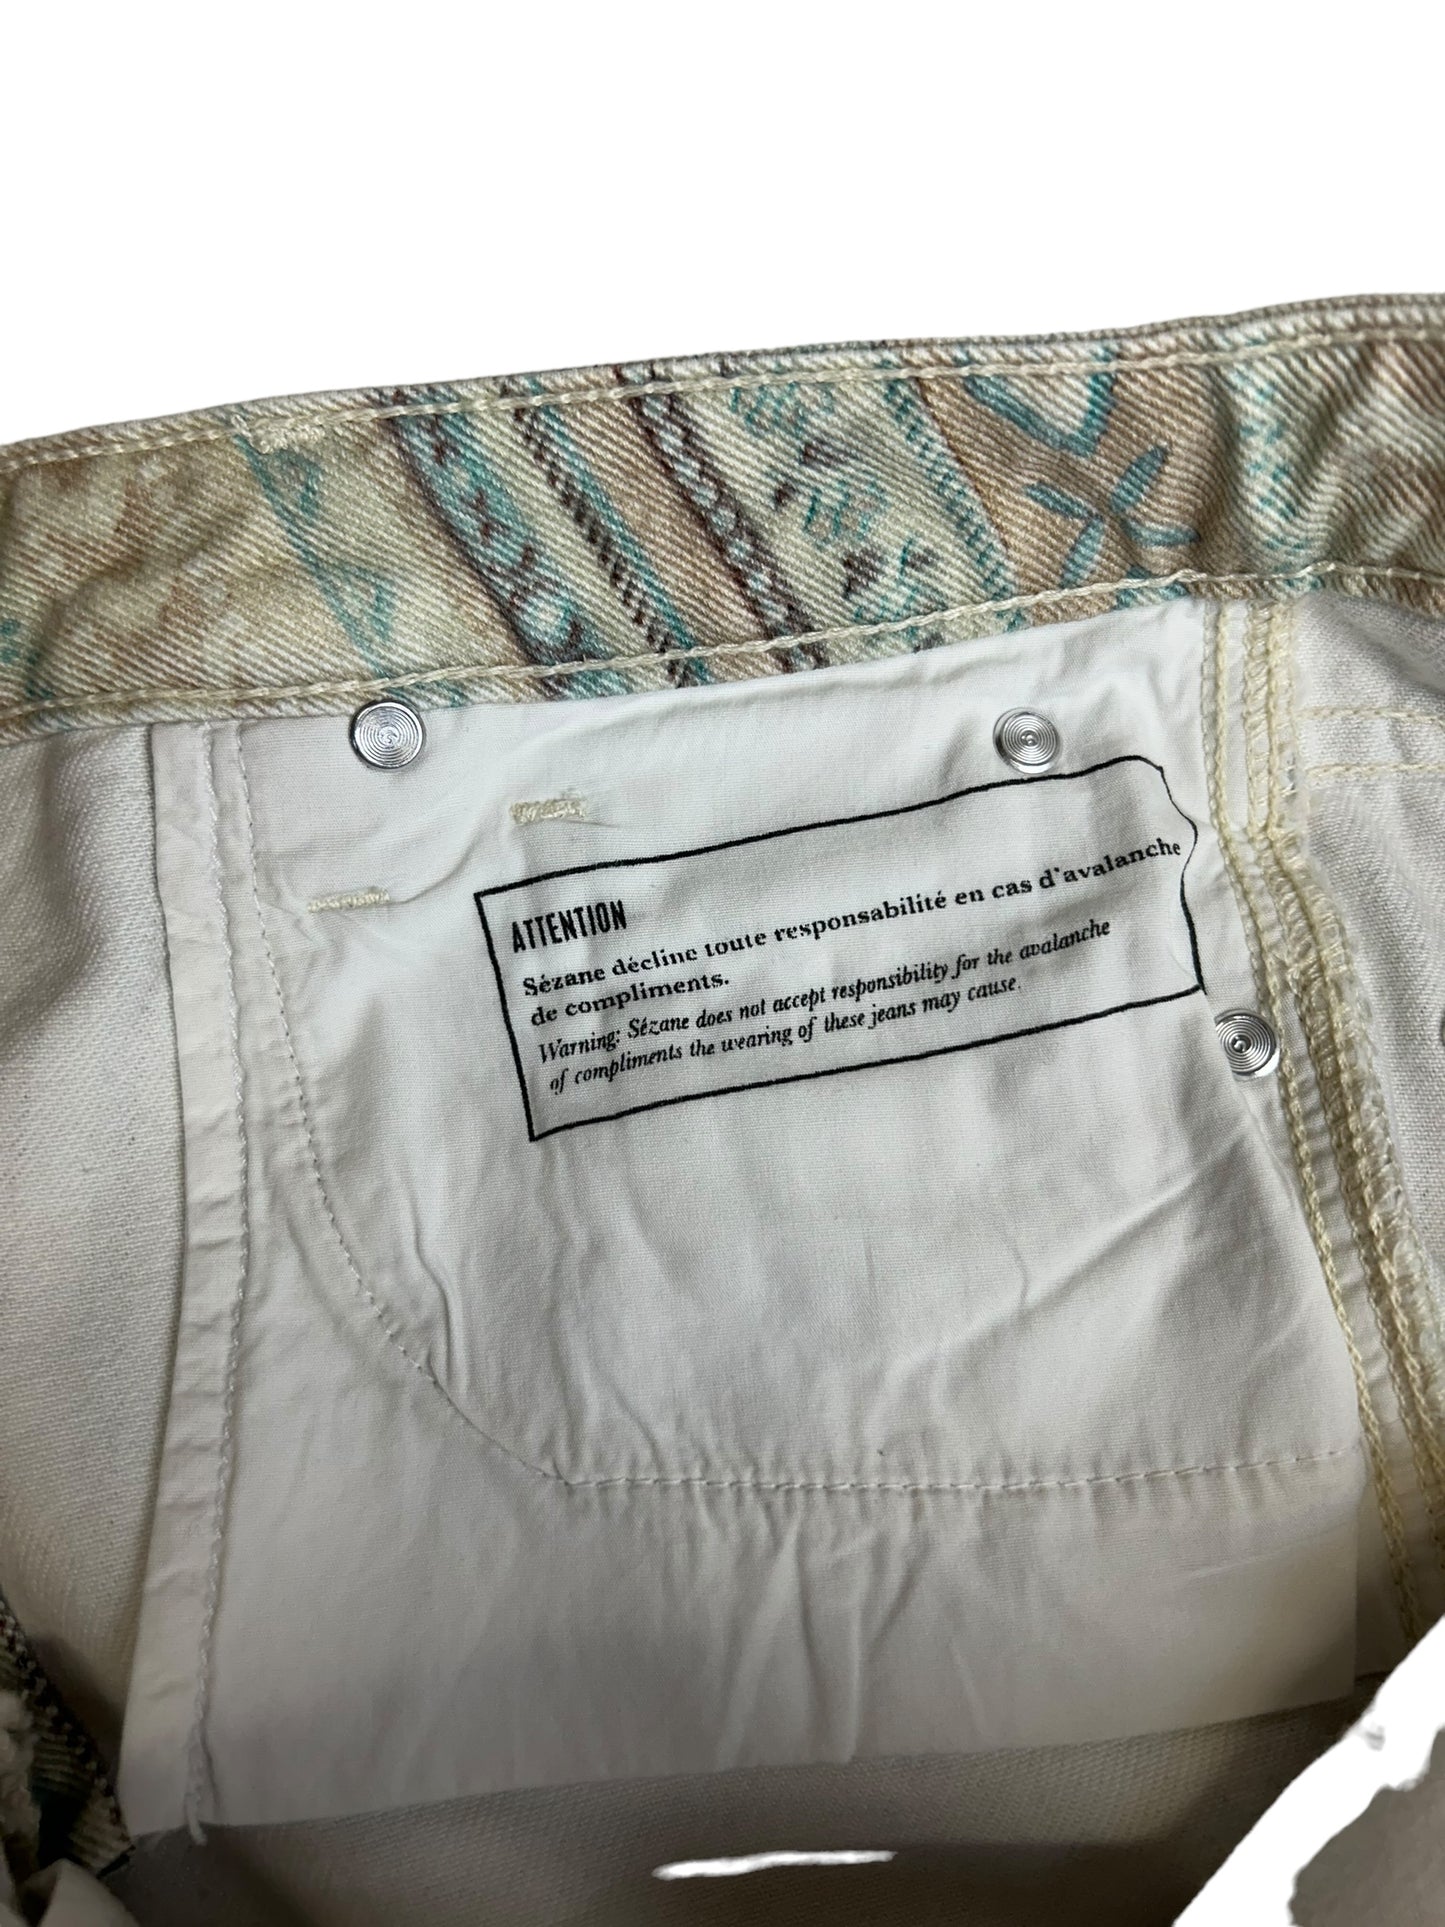 ATTENTION
Sézane décline toute responsabilité en cas d'avalanche
de compliments.
Warning: Sézane does not accept responsibility for the avalanche
of compliments the wearing of these jeans may cause.